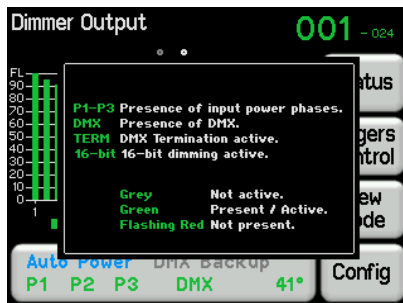 Dimmer Output
001 - 024
FL
90
80
70
60
50
40
30
20
10
0
1
P1-P3 Presence of input power phases.
DMX Presence of DMX.
TERM DMX Termination active.
16-bit 16-bit dimming active.
Grey Not active.
Green Present / Active.
Flashing Red Not present.
Auto Power DMX Backup
P1 P2 P3 DMX 41°
Config